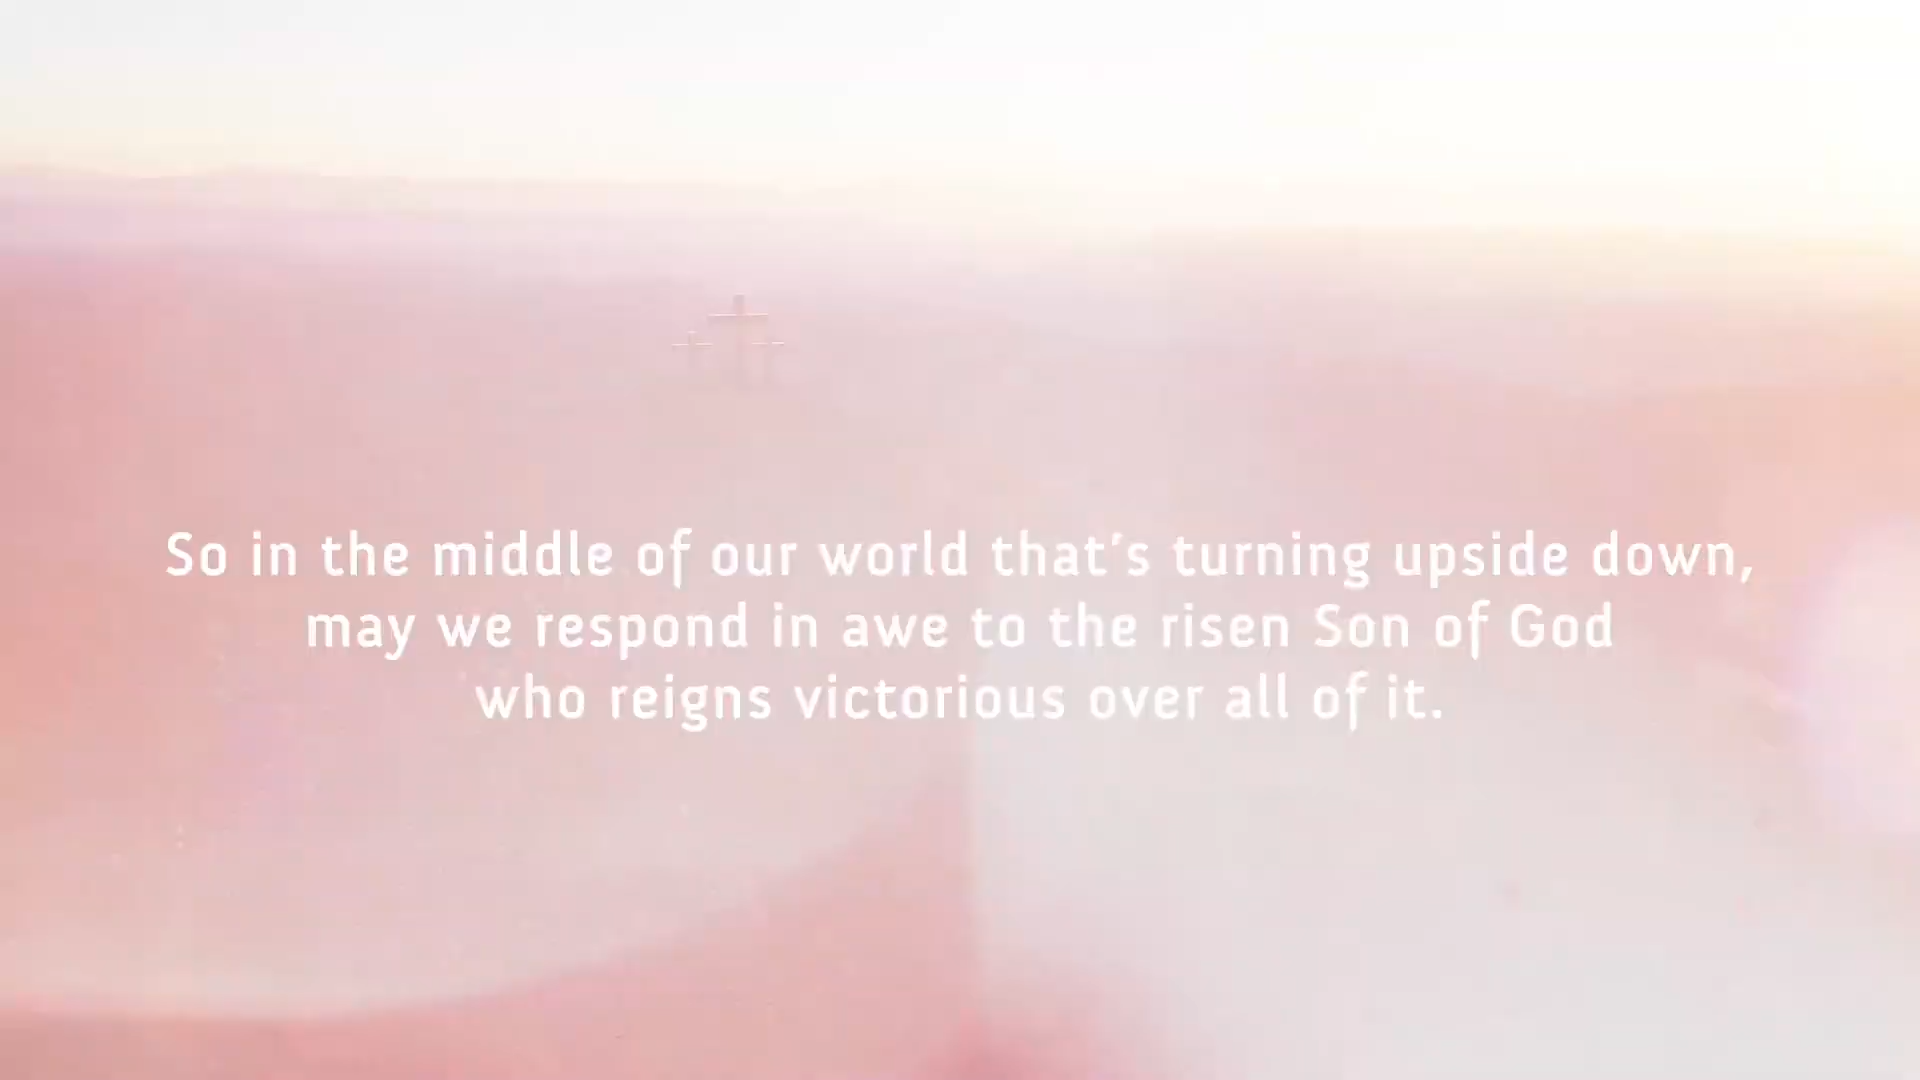 So in the middle of our world that's turning upside down,
may we respond in awe to the risen Son of God
who reigns victorious over all of it.